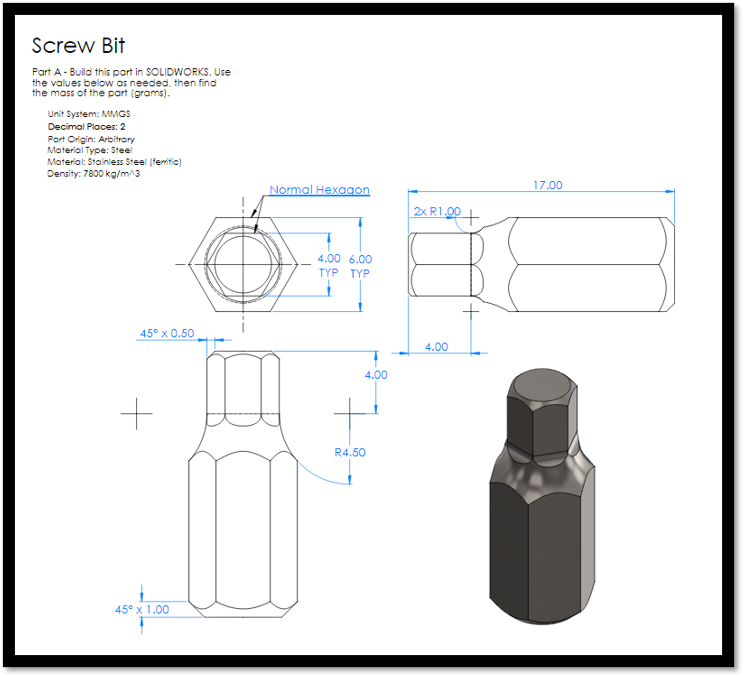 Screw Bit
Part A - Build this part in SOLIDWORKS. Use
the values below as needed, then find
the mass of the part (grams).
Unit System: MMGS
Decimal Places: 2
Part Origin: Arbitrary
Material Type: Steel
Material: Stainless Steel (ferritic)
Density: 7800 kg/m^3
Normal Hexagon
17.00
2x R1.00
4.00
TYP
6.00
TYP
4.00
45° x 0.50
4.00
R4.50
45° x 1.00